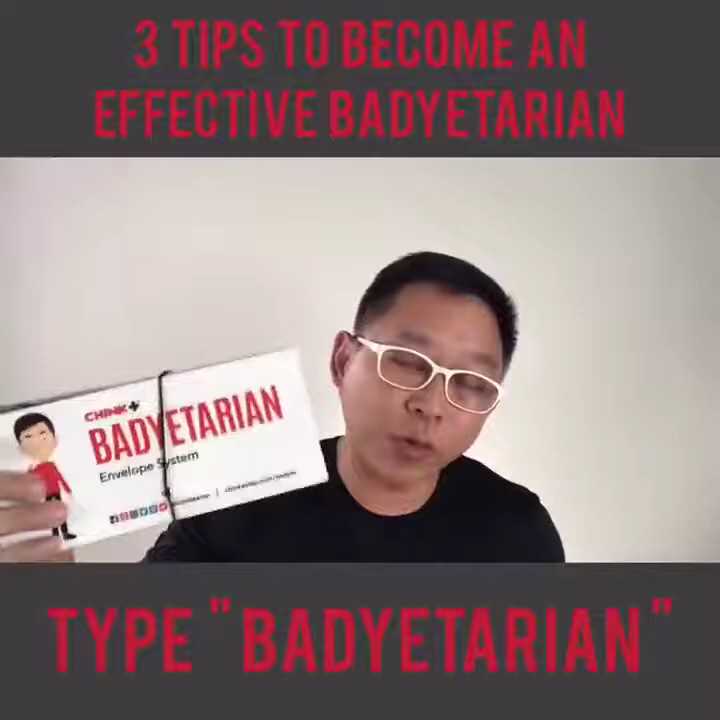 3 TIPS TO BECOME AN
EFFECTIVE BADYETARIAN
CHINK+
BADYETARIAN
Envelope System
TYPE "BADYETARIAN"